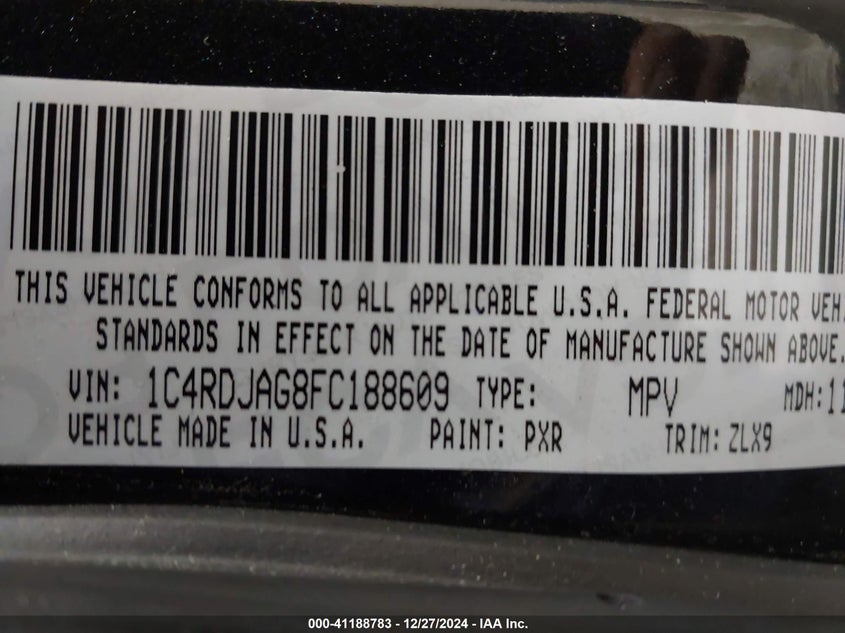 THIS VEHICLE CONFORMS TO ALL APPLICABLE U.S.A. FEDERAL MOTOR VEH
STANDARDS IN EFFECT ON THE DATE OF MANUFACTURE SHOWN ABOVE.
VIN: 1C4RDJAG8FC188609 TYPE: MPV MDH:11
VEHICLE MADE IN U.S.A. PAINT: PXR TRIM: ZLX9
000-41188783 - 12/27/2024 - IAA Inc.